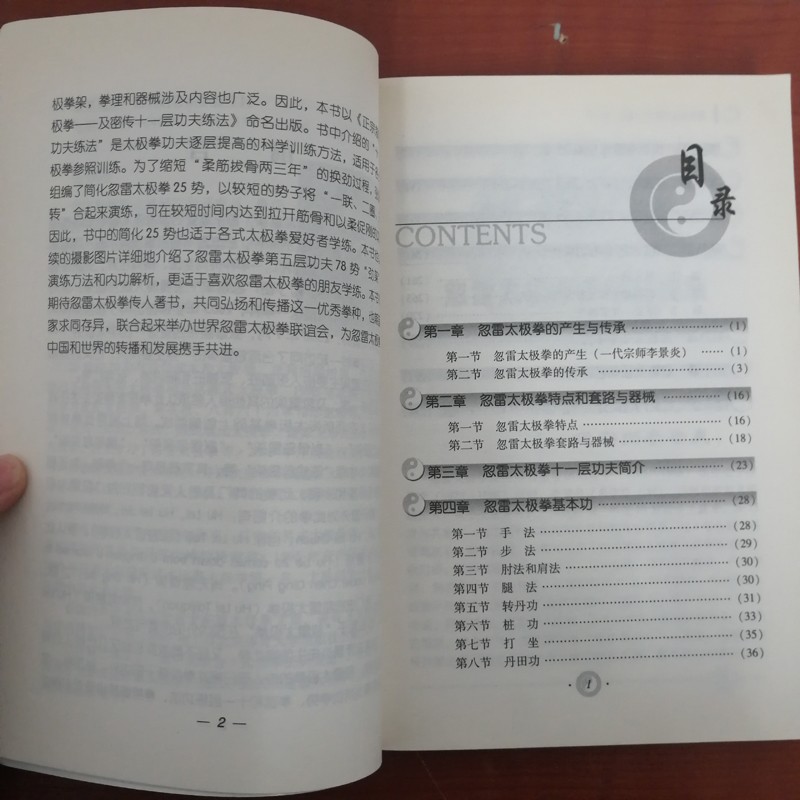 极拳架，拳理和器械涉及内容也广泛。因此，本书以《正宗
极拳——及密传十一层功夫练法》命名出版。书中介绍的“十
功夫练法”是太极拳功夫逐层提高的科学训练方法，适用于
极拳参照训练。为了缩短“柔筋拔骨两三年”的换劲过程，
组编了简化忽雷太极拳25势，以较短的势子将“一联、二
转”合起来演练，可在较短时间内达到拉开筋骨和以柔促刚的
因此，书中的简化25势也适于各式太极拳爱好者学练。本书
续的摄影图片详细地介绍了忽雷太极拳第五层功夫78势“
演练方法和内功解析，更适于喜欢忽雷太极拳的朋友学练。本
期待忽雷太极拳传人著书，共同弘扬和传播这一优秀拳种，也
家求同存异，联合起来举办世界忽雷太极拳联谊会，为忽雷太
中国和世界的转播和发展携手共进。
— 2 —
目录
CONTENTS
第一章 忽雷太极拳的产生与传承 ……………（1）
第一节 忽雷太极拳的产生（一代宗师李景炎） ……（1）
第二节 忽雷太极拳的传承 ……………………（3）
第二章 忽雷太极拳特点和套路与器械 …………（16）
第一节 忽雷太极拳特点 ………………………（16）
第二节 忽雷太极拳套路与器械 ………………（18）
第三章 忽雷太极拳十一层功夫简介 ……………（23）
第四章 忽雷太极拳基本功 ………………………（28）
第一节 手 法 …………………………………（28）
第二节 步 法 …………………………………（29）
第三节 肘法和肩法 ……………………………（30）
第四节 腿 法 …………………………………（30）
第五节 转丹功 …………………………………（31）
第六节 桩 功 …………………………………（33）
第七节 打 坐 …………………………………（35）
第八节 丹田功 …………………………………（36）
· 1 ·